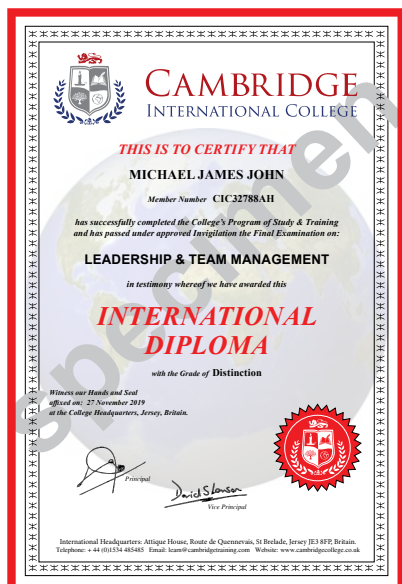 CAMBRIDGE
INTERNATIONAL COLLEGE
THIS IS TO CERTIFY THAT
MICHAEL JAMES JOHN
Member Number CIC32788AH
has successfully completed the College's Program of Study & Training
and has passed under approved Invigilation the Final Examination on:
LEADERSHIP & TEAM MANAGEMENT
in testimony whereof we have awarded this
INTERNATIONAL
DIPLOMA
with the Grade of Distinction
Witness our Hands and Seal
affixed on: 27 November 2019
at the College Headquarters, Jersey, Britain.
Principal
David S Lawson
Vice Principal
International Headquarters: Attique House, Route de Quennevais, St Brelade, Jersey JE3 8FP, Britain.
Telephone: + 44 (0)1534 485485 Email: learn@cambridgetraining.com Website: www.cambridgecollege.co.uk
specimen